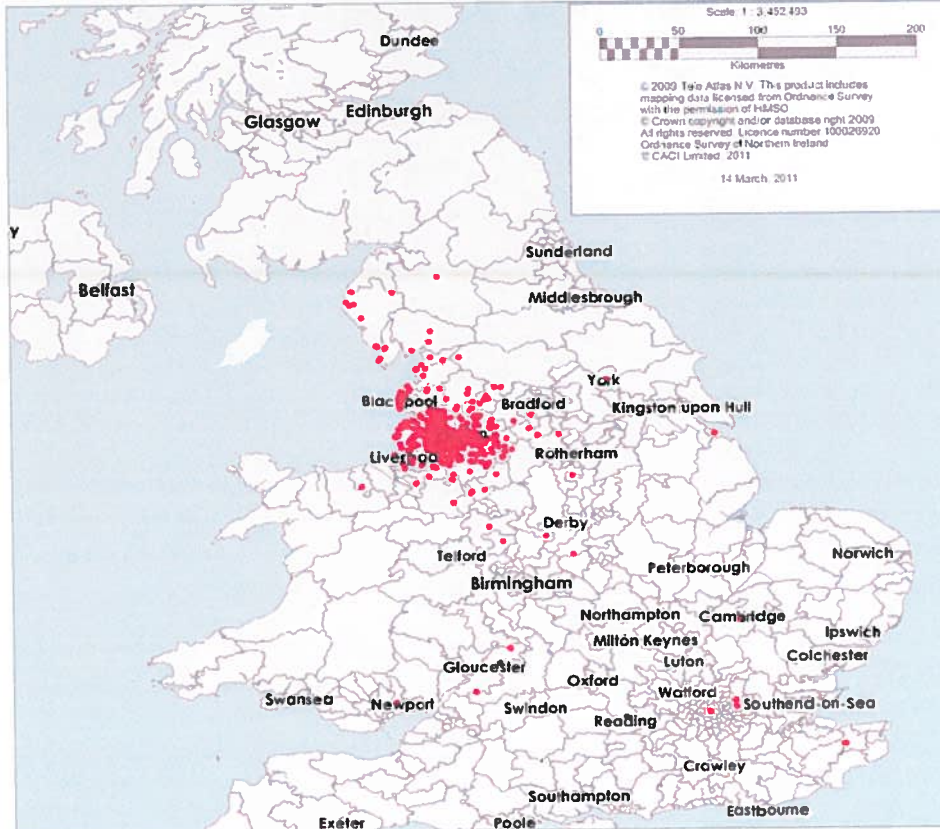 Scale: 1 : 3,452,493
0 50 100 150 200
Kilometres
© 2009 Tele Atlas N.V. This product includes
mapping data licensed from Ordnance Survey
with the permission of HMSO
© Crown copyright and/or database right 2009
All rights reserved. Licence number 100026920
Ordnance Survey of Northern Ireland
© CACI Limited, 2011
14 March, 2011
Dundee
Edinburgh
Glasgow
y
Sunderland
Belfast
Middlesbrough
York
Blackpool
Bradford
Kingston upon Hull
Rotherham
Liverpoo
Derby
Telford
Norwich
Peterborough
Birmingham
Northampton
Cambridge
Milton Keynes
Ipswich
Colchester
Luton
Gloucester
Oxford
Watford
Swansea
Newport
Southend-on-Sea
Swindon
Reading
Crawley
Southampton
Eastbourne
Exeter
Poole